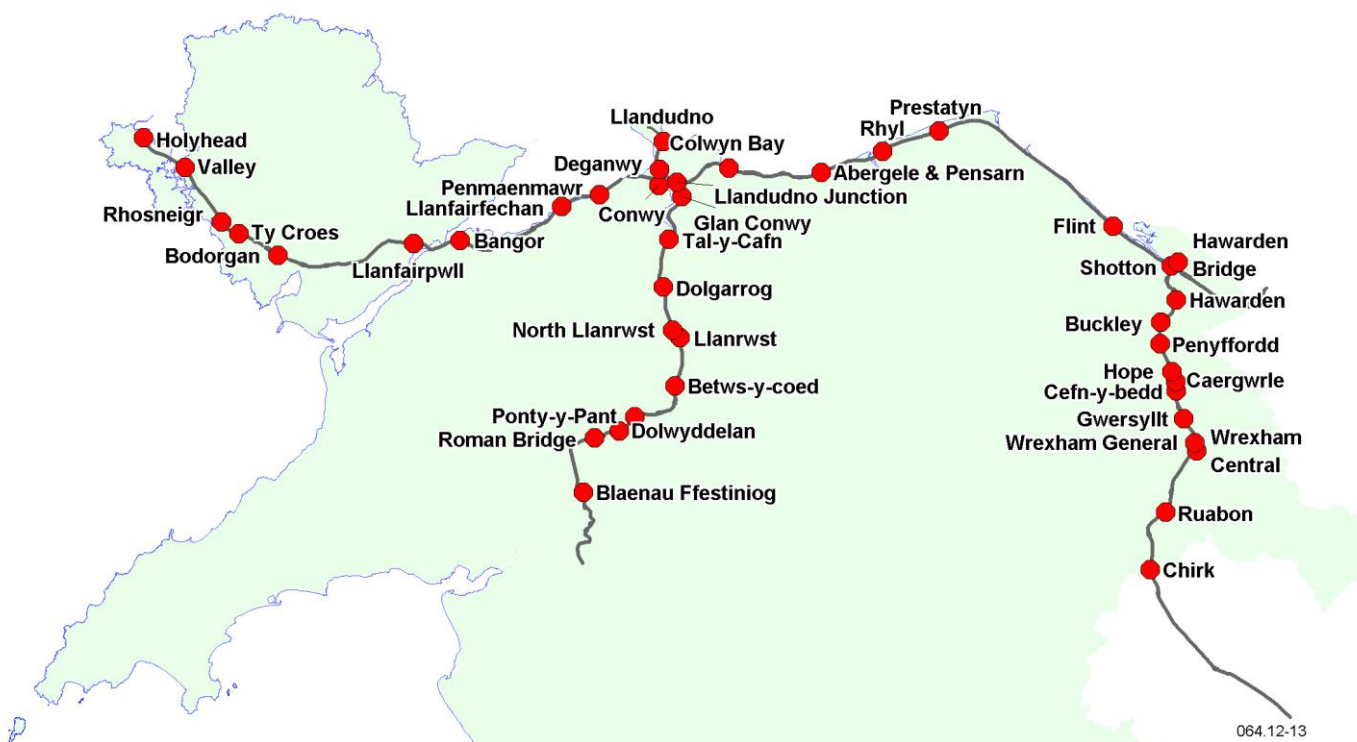 Holyhead
Valley
Rhosneigr
Ty Croes
Bodorgan
Llanfairpwll
Bangor
Llanfairfechan
Penmaenmawr
Conwy
Deganwy
Llandudno
Colwyn Bay
Llandudno Junction
Glan Conwy
Tal-y-Cafn
Dolgarrog
North Llanrwst
Llanrwst
Betws-y-coed
Ponty-y-Pant
Dolwyddelan
Roman Bridge
Blaenau Ffestiniog
Abergele & Pensarn
Rhyl
Prestatyn
Flint
Shotton
Hawarden
Bridge
Hawarden
Buckley
Penyffordd
Hope
Caergwrle
Cefn-y-bedd
Gwersyllt
Wrexham General
Wrexham
Central
Ruabon
Chirk
064.12-13